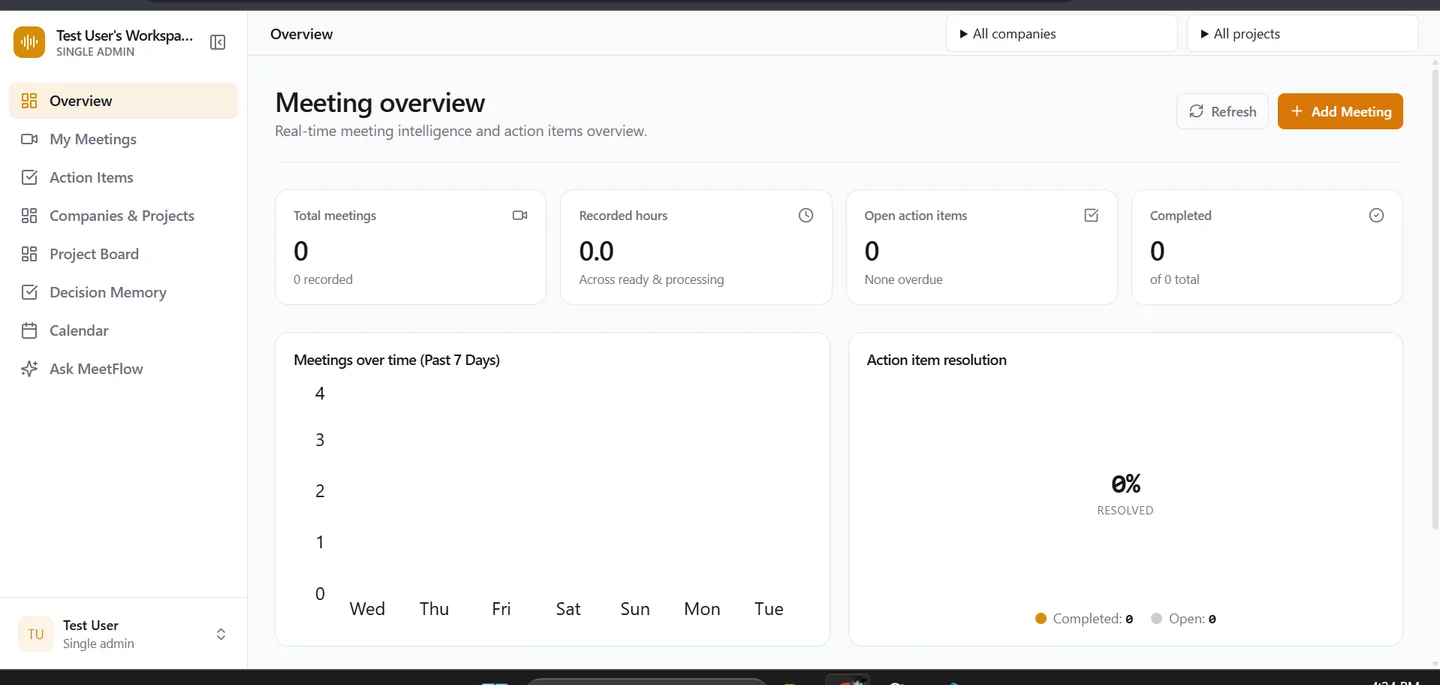 Test User's Workspa...
SINGLE ADMIN
Overview
My Meetings
Action Items
Companies & Projects
Project Board
Decision Memory
Calendar
Ask MeetFlow
Test User
Single admin
TU
Overview
▶ All companies
▶ All projects
Meeting overview
Real-time meeting intelligence and action items overview.
Refresh
+ Add Meeting
Total meetings
0
0 recorded
Recorded hours
0.0
Across ready & processing
Open action items
0
None overdue
Completed
0
of 0 total
Meetings over time (Past 7 Days)
4
3
2
1
0
Wed Thu Fri Sat Sun Mon Tue
Action item resolution
0%
RESOLVED
Completed: 0 Open: 0